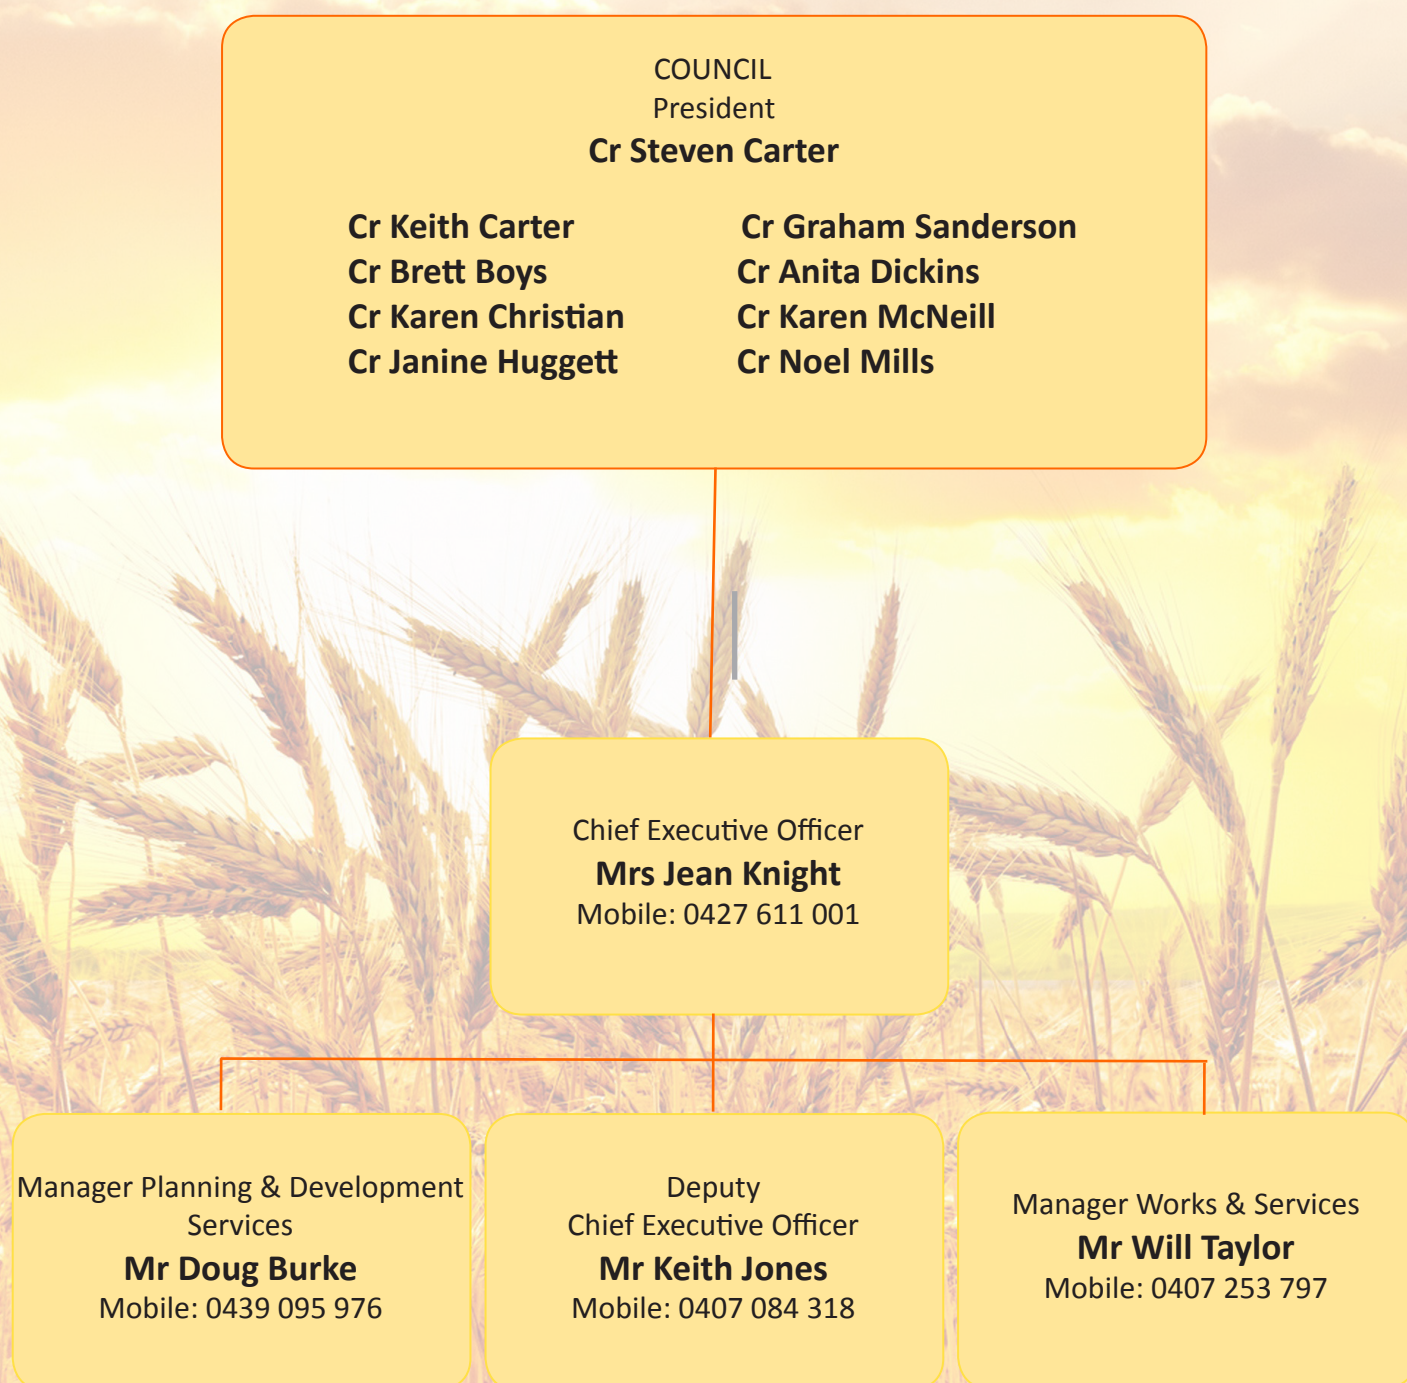 COUNCIL
President
Cr Steven Carter
Cr Keith Carter
Cr Brett Boys
Cr Karen Christian
Cr Janine Huggett
Cr Graham Sanderson
Cr Anita Dickins
Cr Karen McNeill
Cr Noel Mills
Chief Executive Officer
Mrs Jean Knight
Mobile: 0427 611 001
Manager Planning & Development
Services
Mr Doug Burke
Mobile: 0439 095 976
Deputy
Chief Executive Officer
Mr Keith Jones
Mobile: 0407 084 318
Manager Works & Services
Mr Will Taylor
Mobile: 0407 253 797